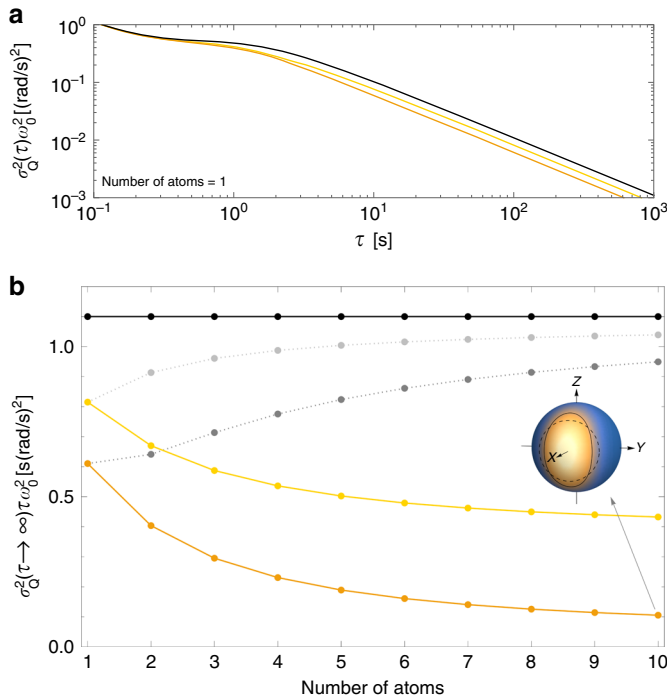 a
σ_Q^2(τ)ω_0^2 [(rad/s)^2]
10^0
10^-1
10^-2
10^-3
Number of atoms = 1
10^-1 10^0 10^1 10^2 10^3
τ [s]
b
σ_Q^2(τ→ ∞)τω_0^2 [s(rad/s)^2]
1.0
0.5
0.0
Z
X
Y
1 2 3 4 5 6 7 8 9 10
Number of atoms